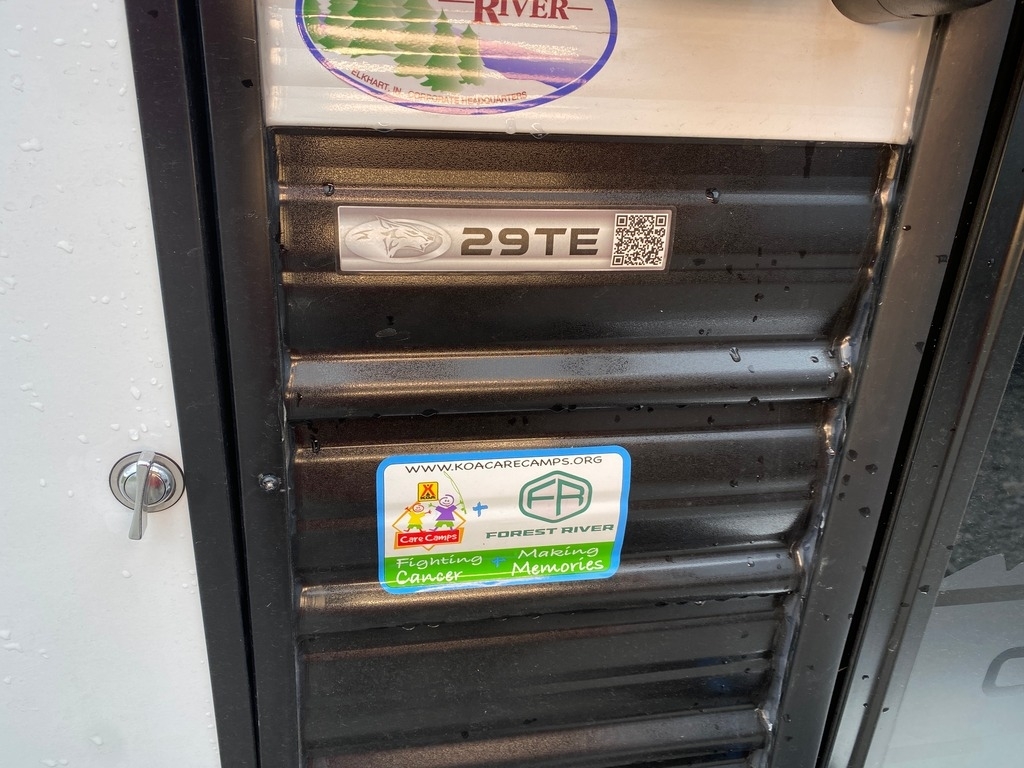 RIVER
ELKHART, IN CORPORATE HEADQUARTERS
29TE
WWW.KOACARECAMPS.ORG
KOA
Care Camps
+
FR
FOREST RIVER
Fighting Cancer + Making Memories